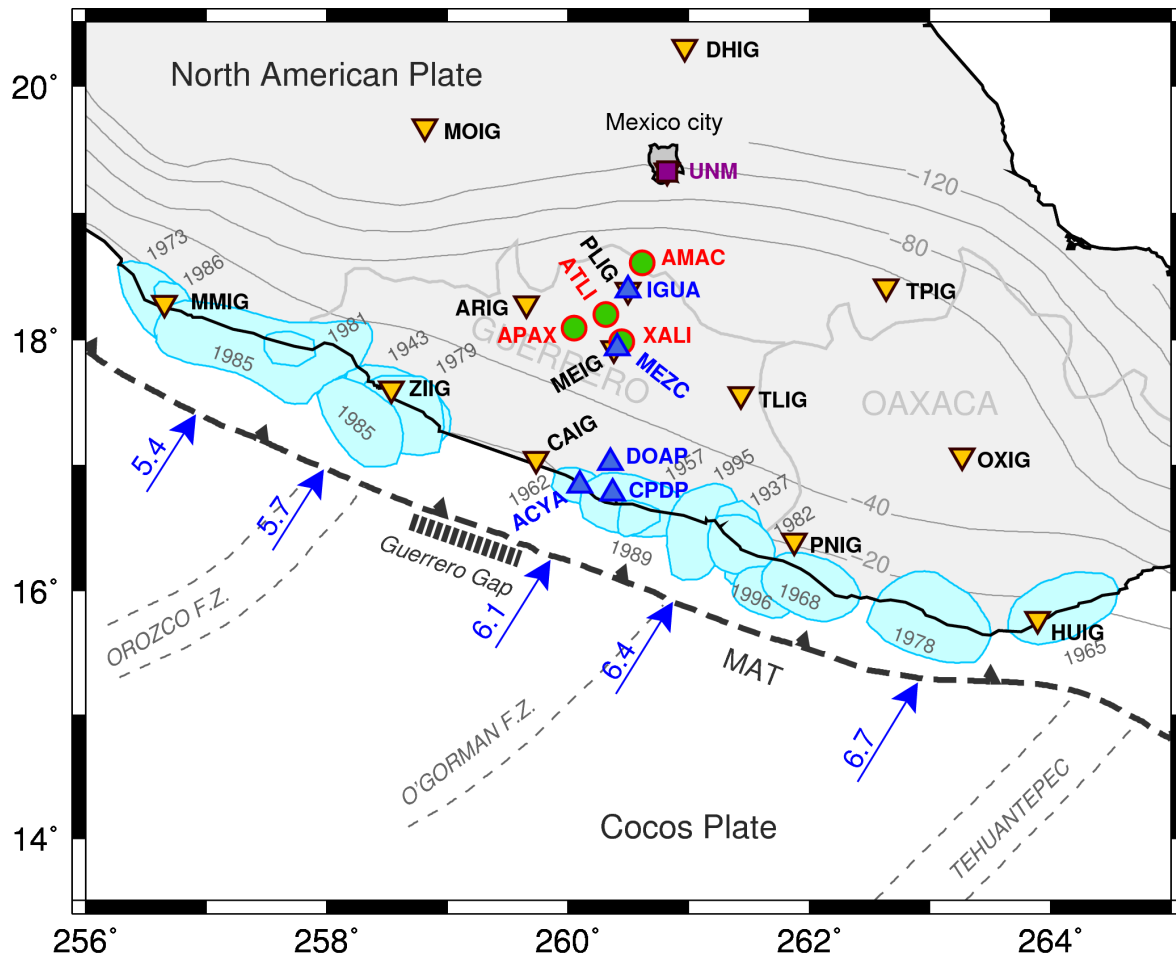 DHIG
20°
North American Plate
MOIG
Mexico city
UNM
-120
-80
1973
1986
PLIG
AMAC
ATLI
IGUA
TPIG
MMIG
ARIG
APAX
XALI
18°
1981
GUERRERO
1985
1943
1979
MEIG
MEZC
ZIIG
TLIG
OAXACA
1985
CAIG
DOAP
1957
1995
OXIG
5.4
1962
ACYA
CPDP
1937
-40
5.7
1982
PNIG
Guerrero Gap
1989
-20
16°
6.1
1996
1968
OROZCO F.Z.
6.4
1978
HUIG
1965
MAT
6.7
O'GORMAN F.Z.
14°
Cocos Plate
TEHUANTEPEC
256°
258°
260°
262°
264°